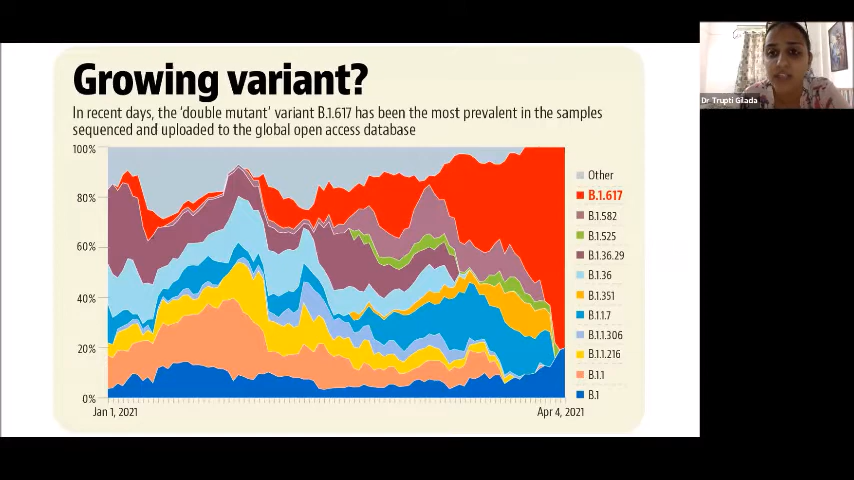 Growing variant?
In recent days, the 'double mutant' variant B.1.617 has been the most prevalent in the samples
sequenced and uploaded to the global open access database
100%
80%
60%
40%
20%
0%
Jan 1, 2021
Apr 4, 2021
Other
B.1.617
B.1.582
B.1.525
B.1.36.29
B.1.36
B.1.351
B.1.1.7
B.1.1.306
B.1.1.216
B.1.1
B.1
Dr Trupti Gilada